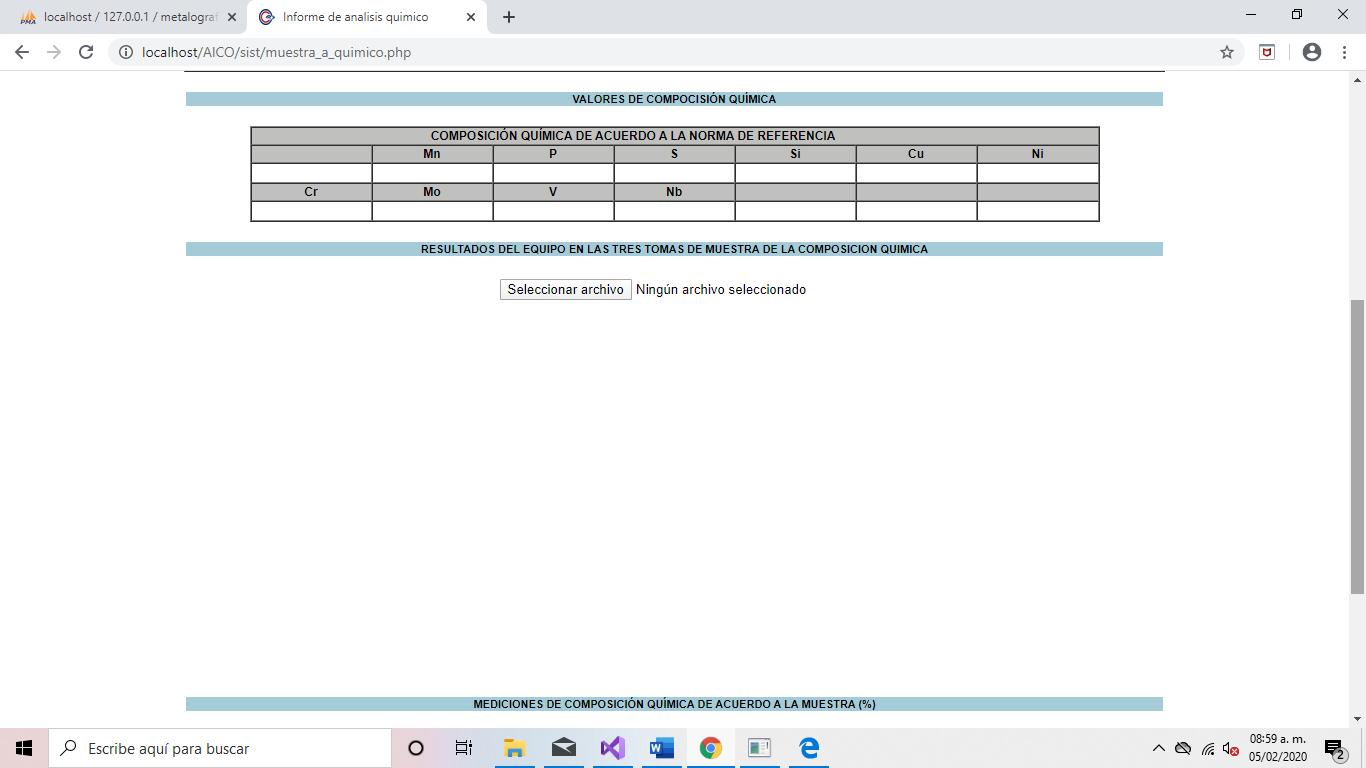 localhost / 127.0.0.1 / metalograf
Informe de analisis quimico
localhost/AICO/sist/muestra_a_quimico.php
VALORES DE COMPOCISIÓN QUÍMICA
COMPOSICIÓN QUÍMICA DE ACUERDO A LA NORMA DE REFERENCIA
Mn P S Si Cu Ni
Cr Mo V Nb
RESULTADOS DEL EQUIPO EN LAS TRES TOMAS DE MUESTRA DE LA COMPOSICION QUIMICA
Seleccionar archivo Ningún archivo seleccionado
MEDICIONES DE COMPOSICIÓN QUÍMICA DE ACUERDO A LA MUESTRA (%)
Escribe aquí para buscar
08:59 a. m.
05/02/2020
2